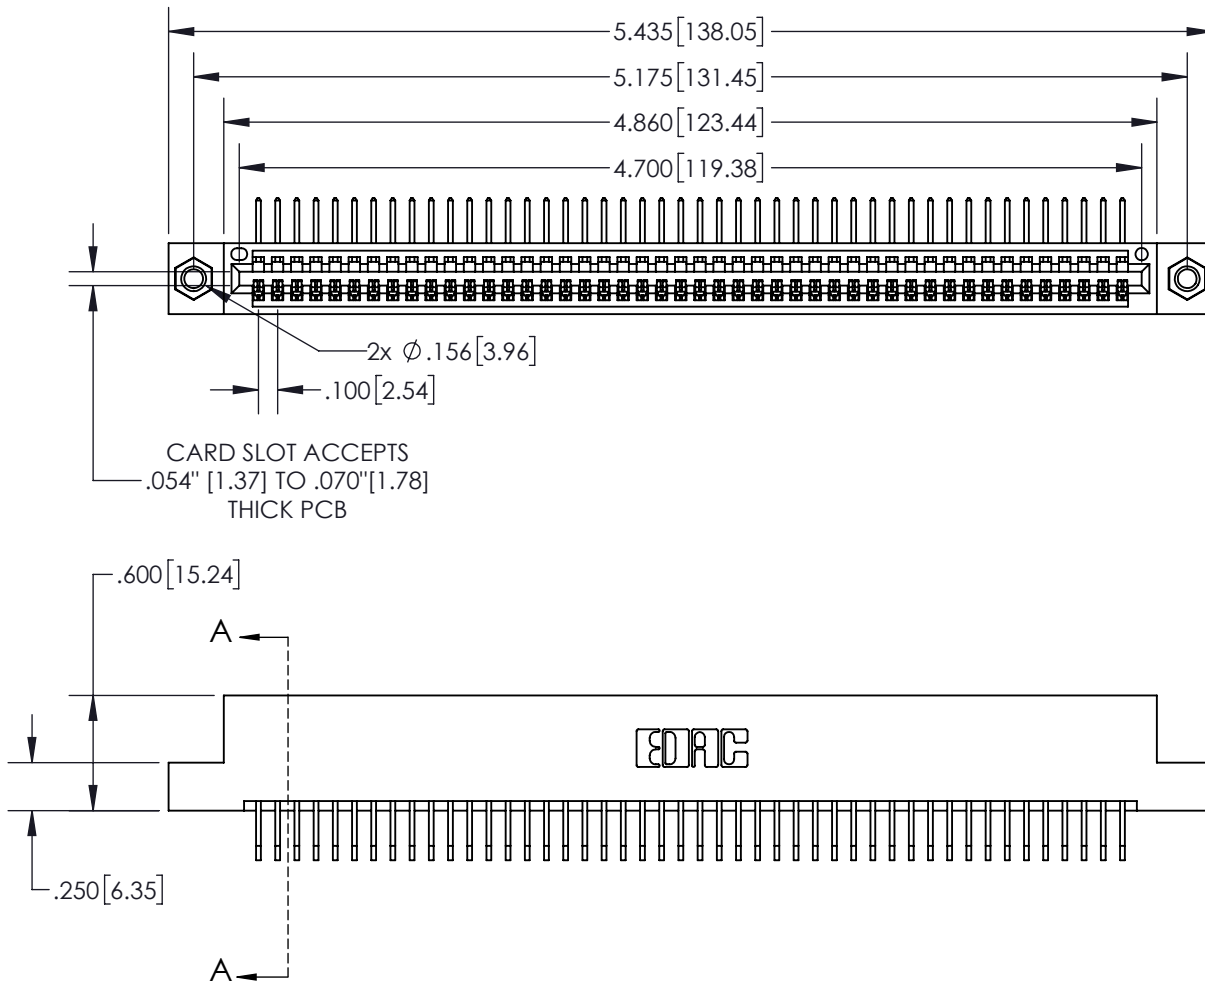 5.435[138.05]
5.175[131.45]
4.860[123.44]
4.700[119.38]
2x Ø.156[3.96]
.100[2.54]
CARD SLOT ACCEPTS
.054" [1.37] TO .070"[1.78]
THICK PCB
.600[15.24]
A
EDAC
.250[6.35]
A